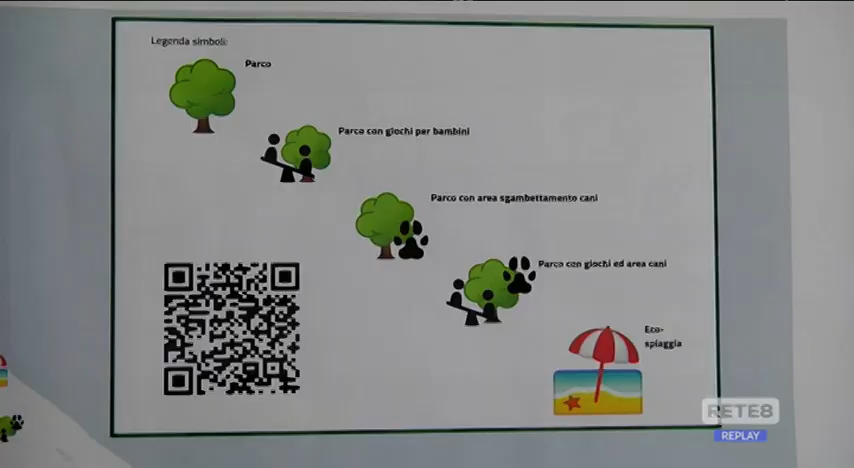 Legenda simboli:
Parco
Parco con giochi per bambini
Parco con area sgambettamento cani
Parco con giochi ed area cani
Eco-
spiaggia
RETE8
REPLAY